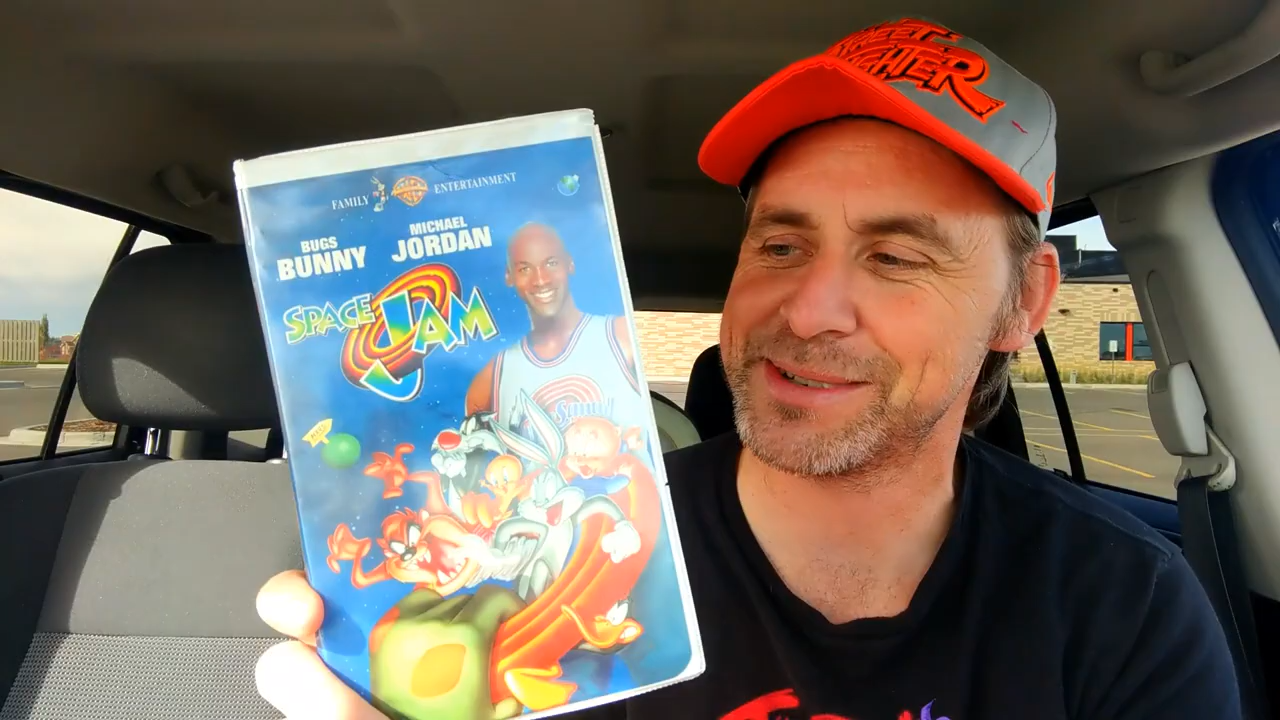 STREET
FIGHTER
FAMILY ENTERTAINMENT
BUGS
BUNNY
MICHAEL
JORDAN
SPACE JAM